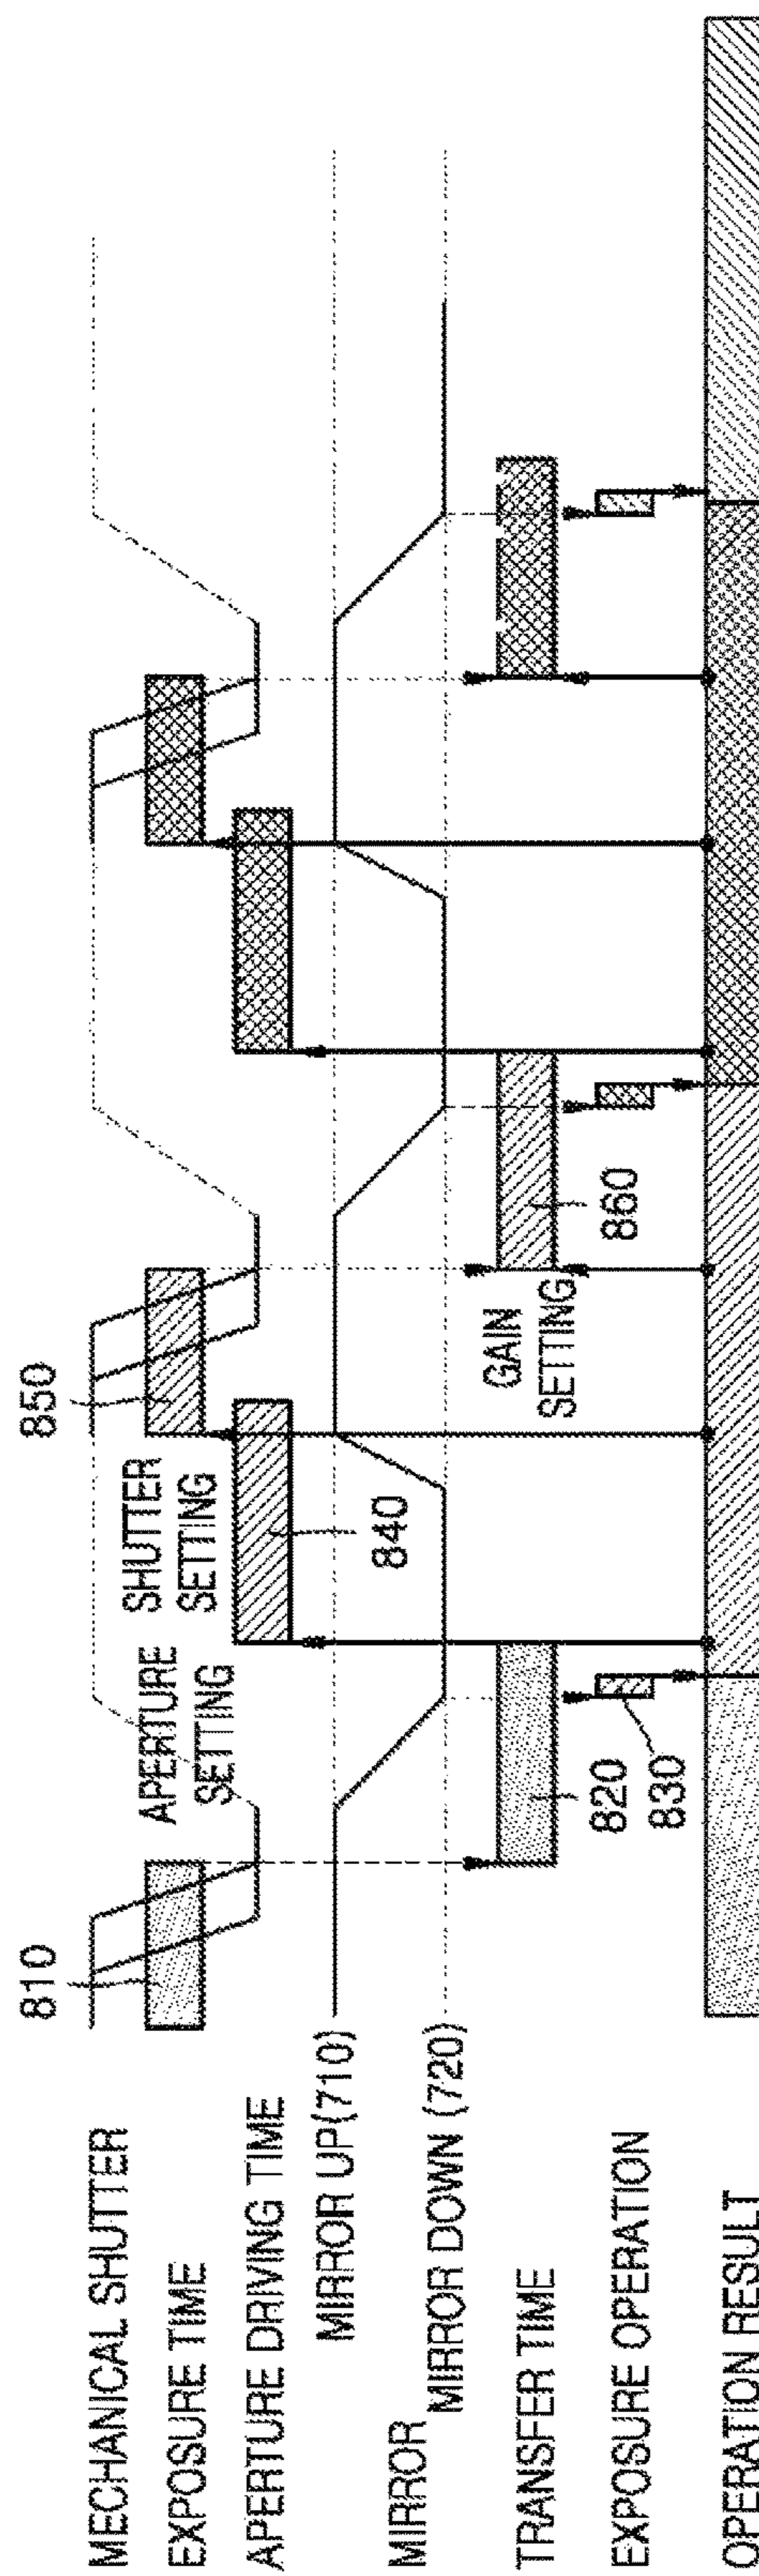 MECHANICAL SHUTTER
EXPOSURE TIME
APERTURE DRIVING TIME
MIRROR UP(710)
MIRROR
MIRROR DOWN (720)
TRANSFER TIME
EXPOSURE OPERATION
OPERATION RESULT
810
APERTURE
SETTING
SHUTTER
SETTING
850
840
820
830
GAIN
SETTING
860